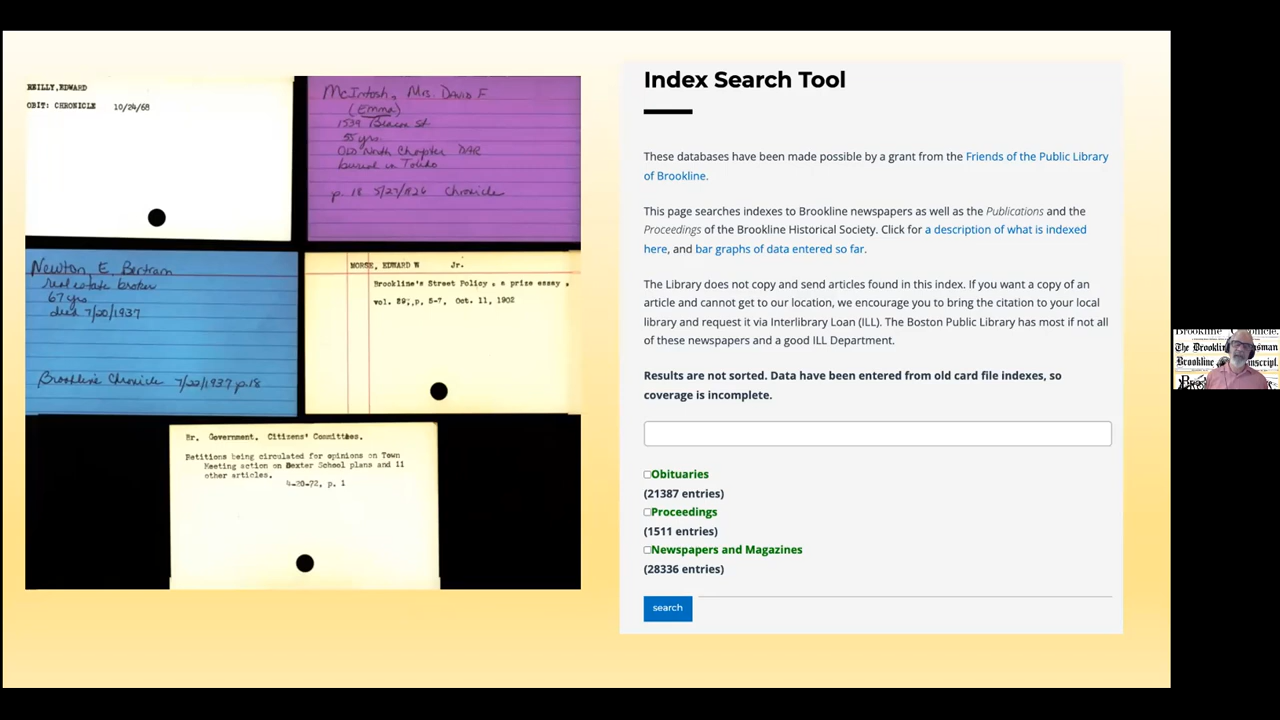 REILLY,EDWARD
OBIT: CHRONICLE 10/24/68
McIntosh, Mrs. David F
(Emma)
1539 Beacon St
55 yrs.
Old North Chapter DAR
buried in Toledo
p. 18 5/27/1926 Chronicle
Newton, E. Bertram
real estate broker
67 yrs
died 7/20/1937
Brookline Chronicle 7/22/1937 p.18
MORSE, EDWARD W Jr.
Brookline's Street Policy, a prize essay,
vol. 29;,p, 5-7, Oct. 11, 1902
Br. Government. Citizens' Committees.
Petitions being circulated for opinions on Town
Meeting action on Dexter School plans and 11
other articles.
4-20-72, p. 1
Index Search Tool
These databases have been made possible by a grant from the Friends of the Public Library
of Brookline.
This page searches indexes to Brookline newspapers as well as the Publications and the
Proceedings of the Brookline Historical Society. Click for a description of what is indexed
here, and bar graphs of data entered so far.
The Library does not copy and send articles found in this index. If you want a copy of an
article and cannot get to our location, we encourage you to bring the citation to your local
library and request it via Interlibrary Loan (ILL). The Boston Public Library has most if not all
of these newspapers and a good ILL Department.
Results are not sorted. Data have been entered from old card file indexes, so
coverage is incomplete.
Obituaries
(21387 entries)
Proceedings
(1511 entries)
Newspapers and Magazines
(28336 entries)
search
Brookline Chronicle.
The Brookline
Brookline